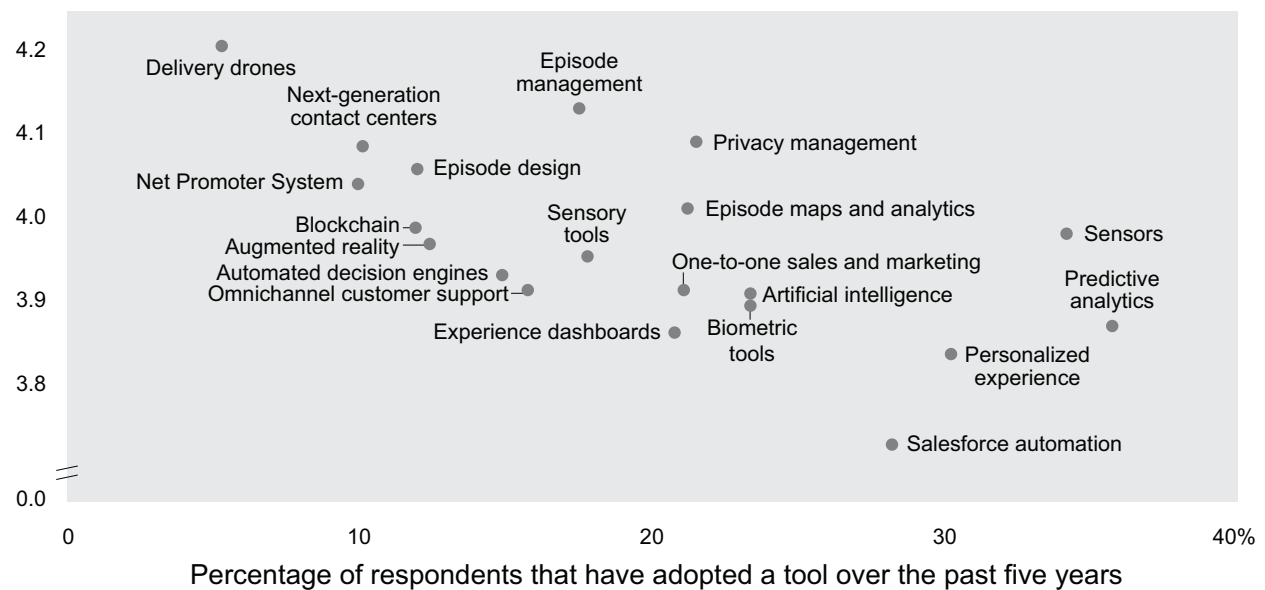 4.2
Delivery drones
Episode
management
Next-generation
contact centers
4.1
Privacy management
Episode design
Net Promoter System
4.0
Episode maps and analytics
Sensory
tools
Blockchain
Sensors
Augmented reality
One-to-one sales and marketing
Automated decision engines
Predictive
analytics
Omnichannel customer support
3.9
Artificial intelligence
Experience dashboards
Biometric
tools
Personalized
experience
3.8
Salesforce automation
0.0
0 10 20 30 40%
Percentage of respondents that have adopted a tool over the past five years